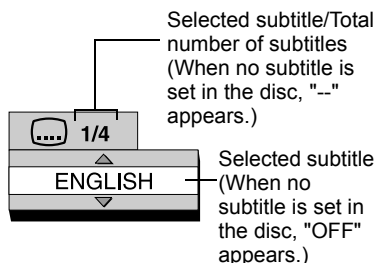 Selected subtitle/Total
number of subtitles
(When no subtitle is
set in the disc, "--"
appears.)
1/4
ENGLISH
Selected subtitle
(When no
subtitle is set in
the disc, "OFF"
appears.)